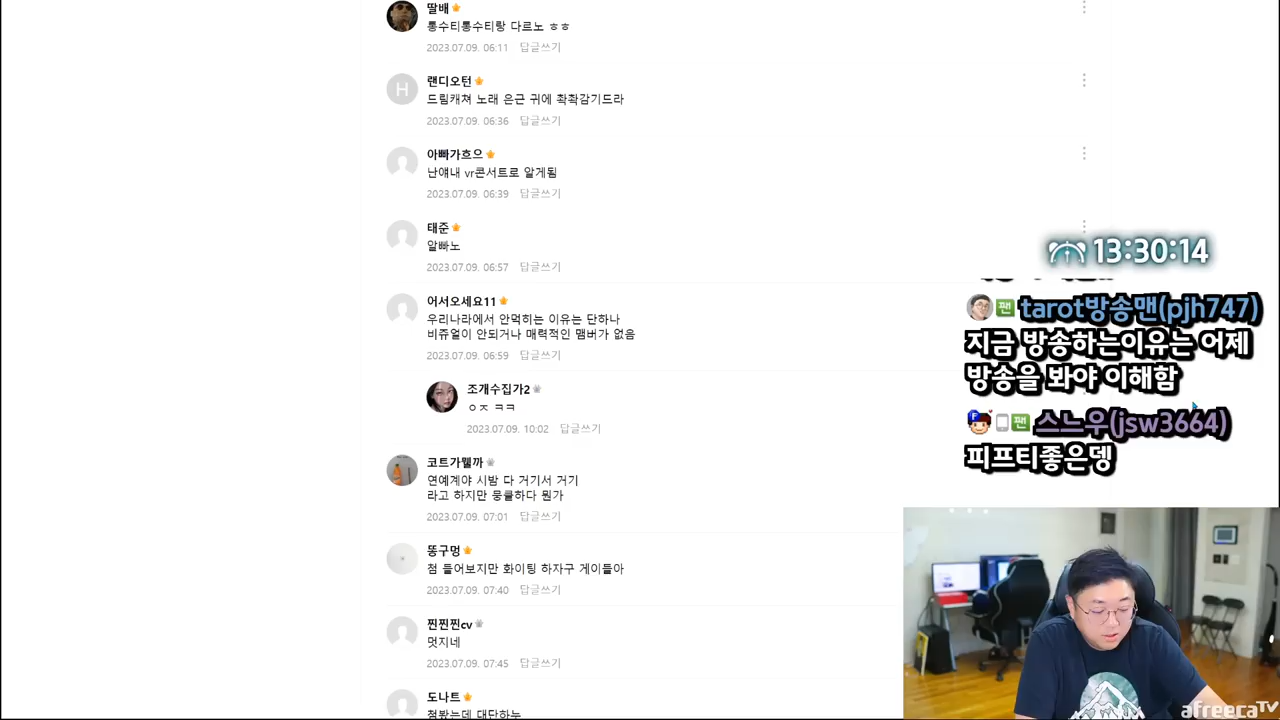 딸배
통수티통수티랑 다르노 ㅎㅎ
2023.07.09. 06:11 답글쓰기
H
랜디오턴
드림캐쳐 노래 은근 귀에 촥촥감기드라
2023.07.09. 06:36 답글쓰기
아빠가흐으
난얘내 vr콘서트로 알게됨
2023.07.09. 06:39 답글쓰기
태준
알빠노
2023.07.09. 06:57 답글쓰기
어서오세요11
우리나라에서 안먹히는 이유는 단하나
비쥬얼이 안되거나 매력적인 맴버가 없음
2023.07.09. 06:59 답글쓰기
조개수집가2
ㅇㅈ ㅋㅋ
2023.07.09. 10:02 답글쓰기
코트가뭴까
연예계야 시밤 다 거기서 거기
라고 하지만 뭉클하다 뭔가
2023.07.09. 07:01 답글쓰기
똥구멍
첨 들어보지만 화이팅 하자구 게이들아
2023.07.09. 07:40 답글쓰기
찐찐찐cv
멋지네
2023.07.09. 07:45 답글쓰기
도나트
첨봤는데 대단하누
13:30:14
팬 tarot방송맨(pjh747)
지금 방송하는이유는 어제
방송을 봐야 이해함
F 팬 스느우(jsw3664)
피프티좋은뎅
afreecaTV